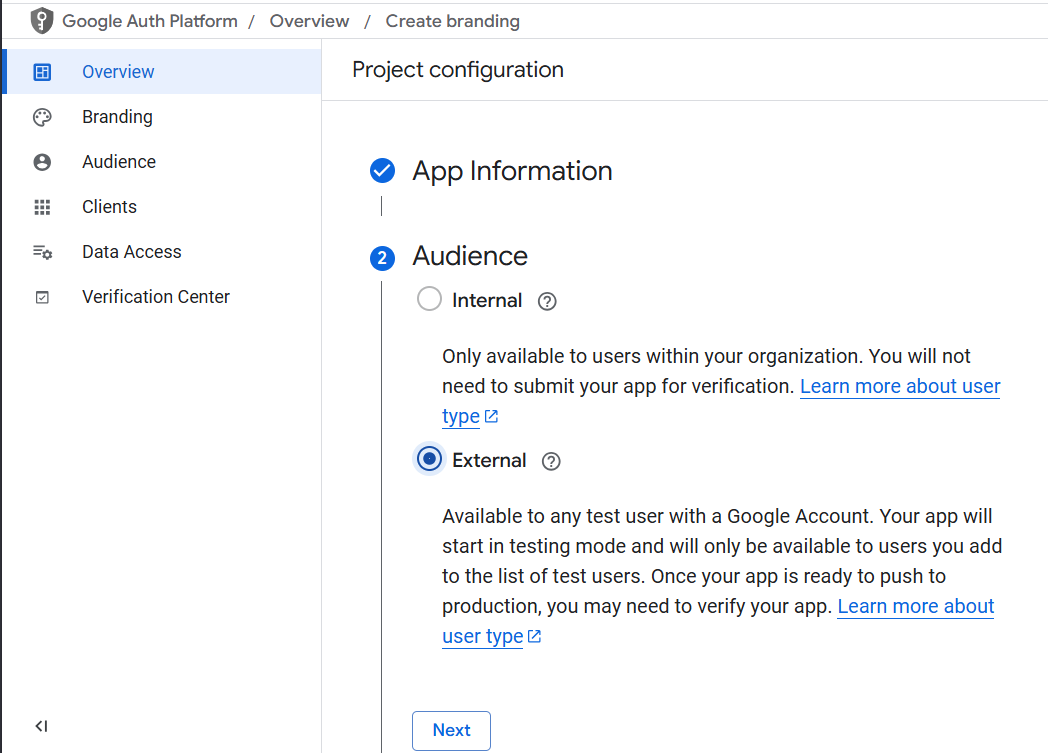 Google Auth Platform / Overview / Create branding
Overview
Branding
Audience
Clients
Data Access
Verification Center
Project configuration
App Information
2 Audience
Internal
Only available to users within your organization. You will not
need to submit your app for verification. Learn more about user
type
External
Available to any test user with a Google Account. Your app will
start in testing mode and will only be available to users you add
to the list of test users. Once your app is ready to push to
production, you may need to verify your app. Learn more about
user type
Next